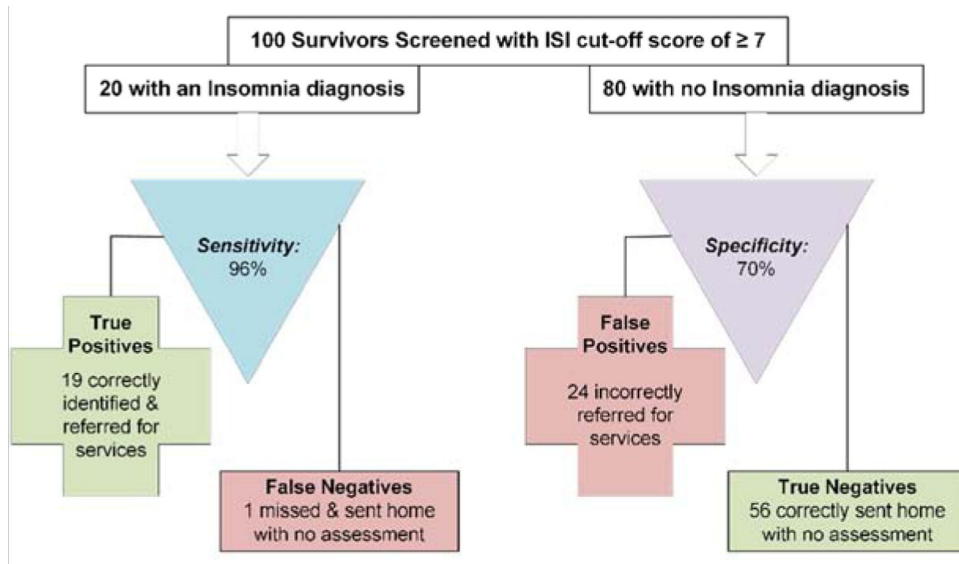 100 Survivors Screened with ISI cut-off score of ≥ 7
20 with an Insomnia diagnosis
80 with no Insomnia diagnosis
Sensitivity:
96%
Specificity:
70%
True
Positives
19 correctly
identified &
referred for
services
False Negatives
1 missed & sent home
with no assessment
False
Positives
24 incorrectly
referred for
services
True Negatives
56 correctly sent home
with no assessment